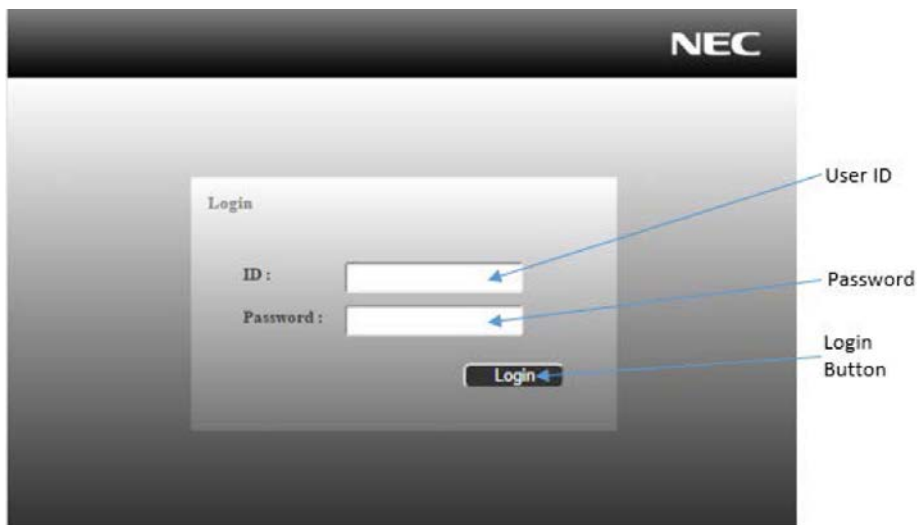 NEC
User ID
Login
ID :
Password :
Password
Login
Button
Login